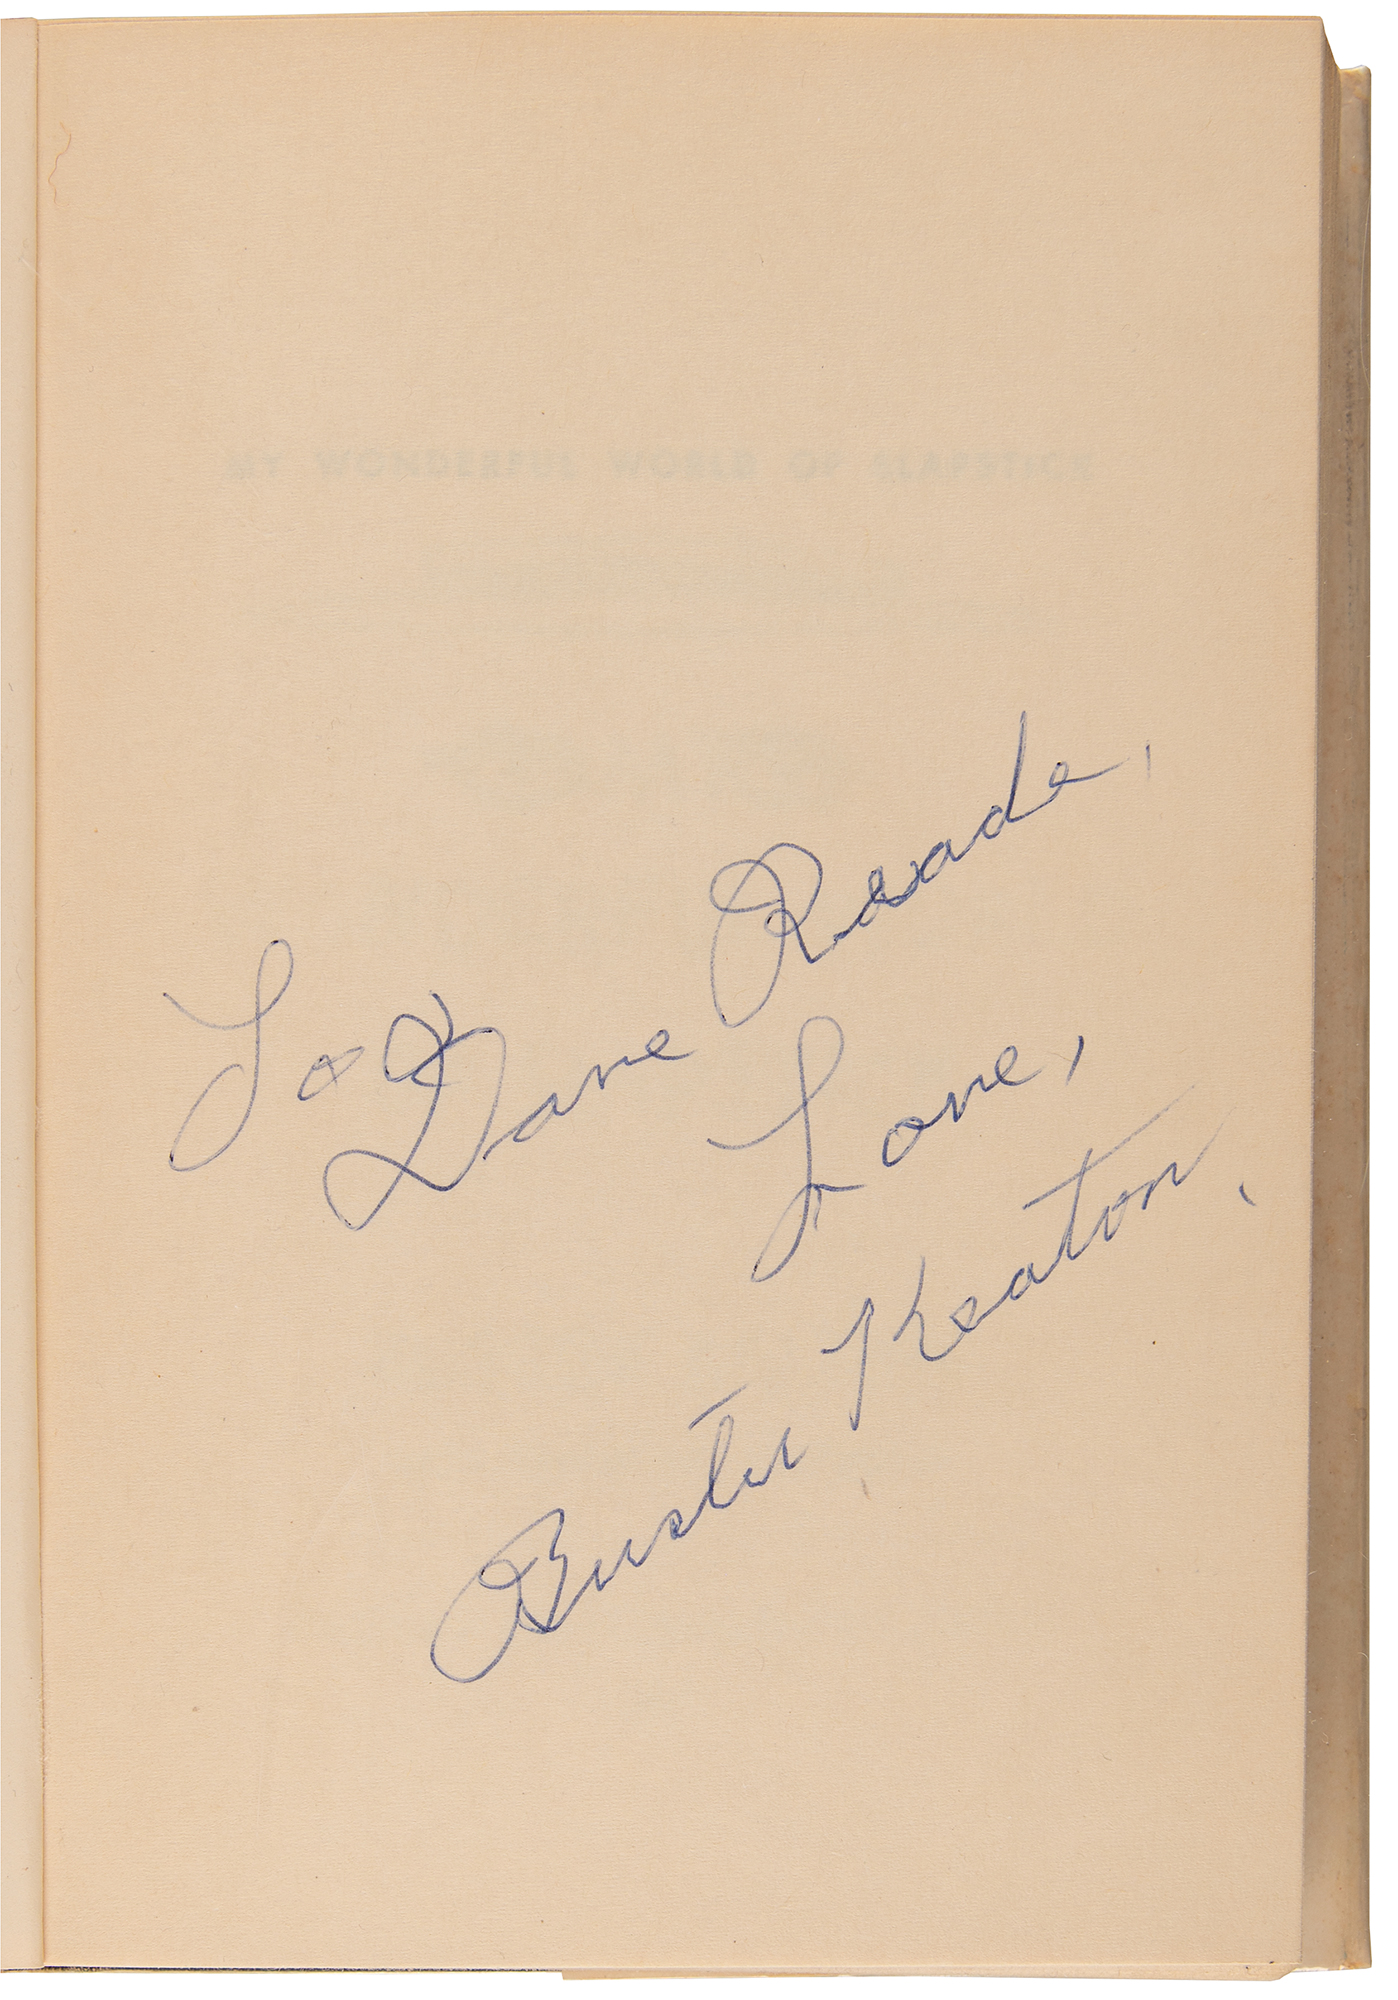 MY WONDERFUL WORLD OF SLAPSTICK
To Dave Reade,
Love,
Buster Keaton.